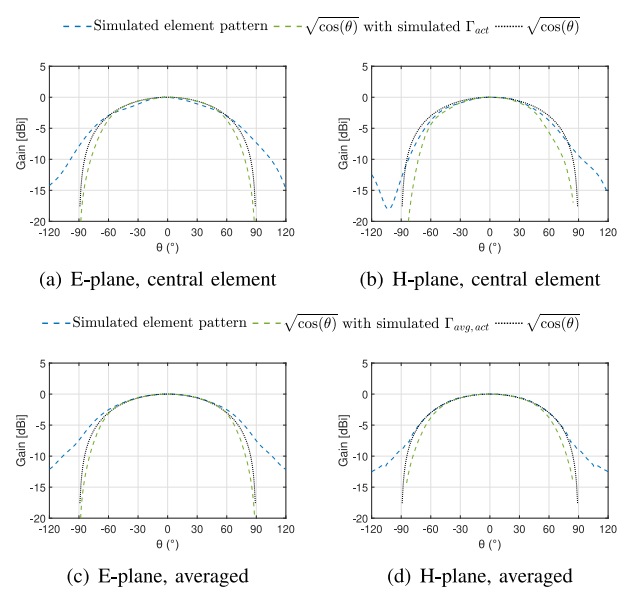 Simulated element pattern √cos(θ) with simulated Γact √cos(θ)
5
0
-5
-10
-15
-20
Gain [dBi]
-120 -90 -60 -30 0 30 60 90 120
θ (°)
(a) E-plane, central element
5
0
-5
-10
-15
-20
Gain [dBi]
-120 -90 -60 -30 0 30 60 90 120
θ (°)
(b) H-plane, central element
Simulated element pattern √cos(θ) with simulated Γavg,act √cos(θ)
5
0
-5
-10
-15
-20
Gain [dBi]
-120 -90 -60 -30 0 30 60 90 120
θ (°)
(c) E-plane, averaged
5
0
-5
-10
-15
-20
Gain [dBi]
-120 -90 -60 -30 0 30 60 90 120
θ (°)
(d) H-plane, averaged